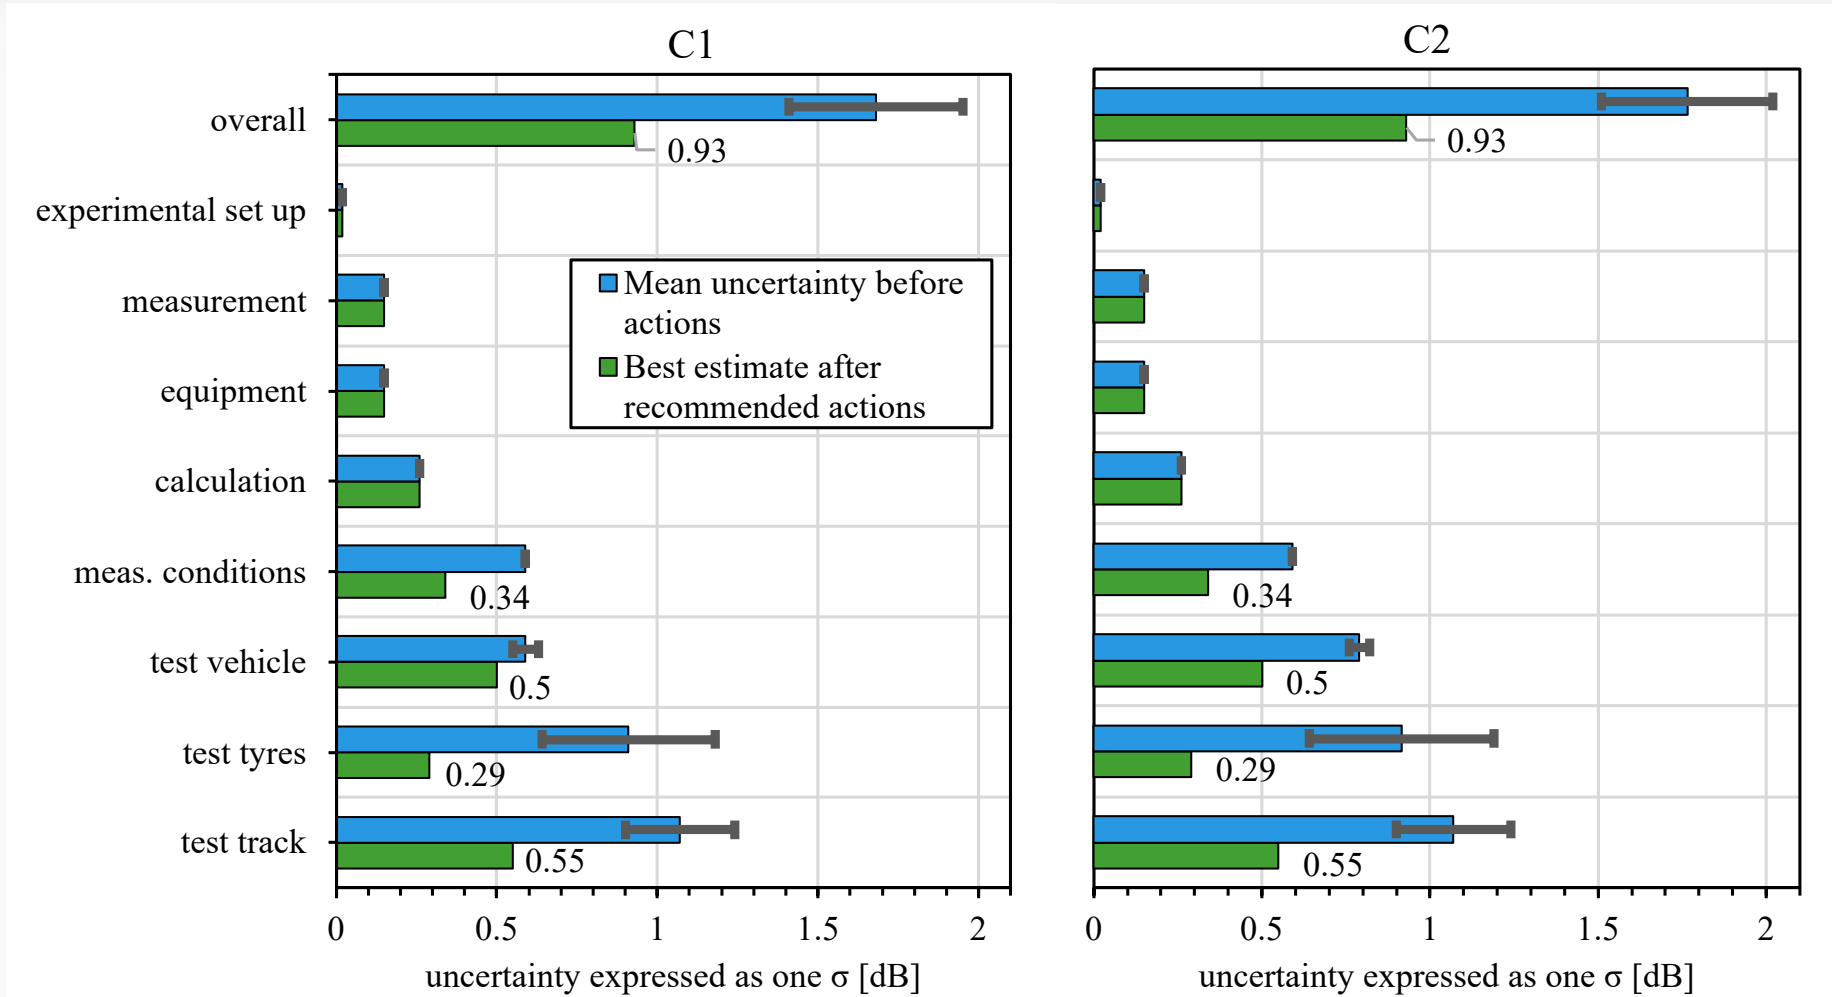 C1
overall
experimental set up
measurement
equipment
calculation
meas. conditions
test vehicle
test tyres
test track
0.93
Mean uncertainty before
actions
Best estimate after
recommended actions
0.34
0.5
0.29
0.55
0 0.5 1 1.5 2
uncertainty expressed as one σ [dB]
C2
0.93
0.34
0.5
0.29
0.55
0 0.5 1 1.5 2
uncertainty expressed as one σ [dB]